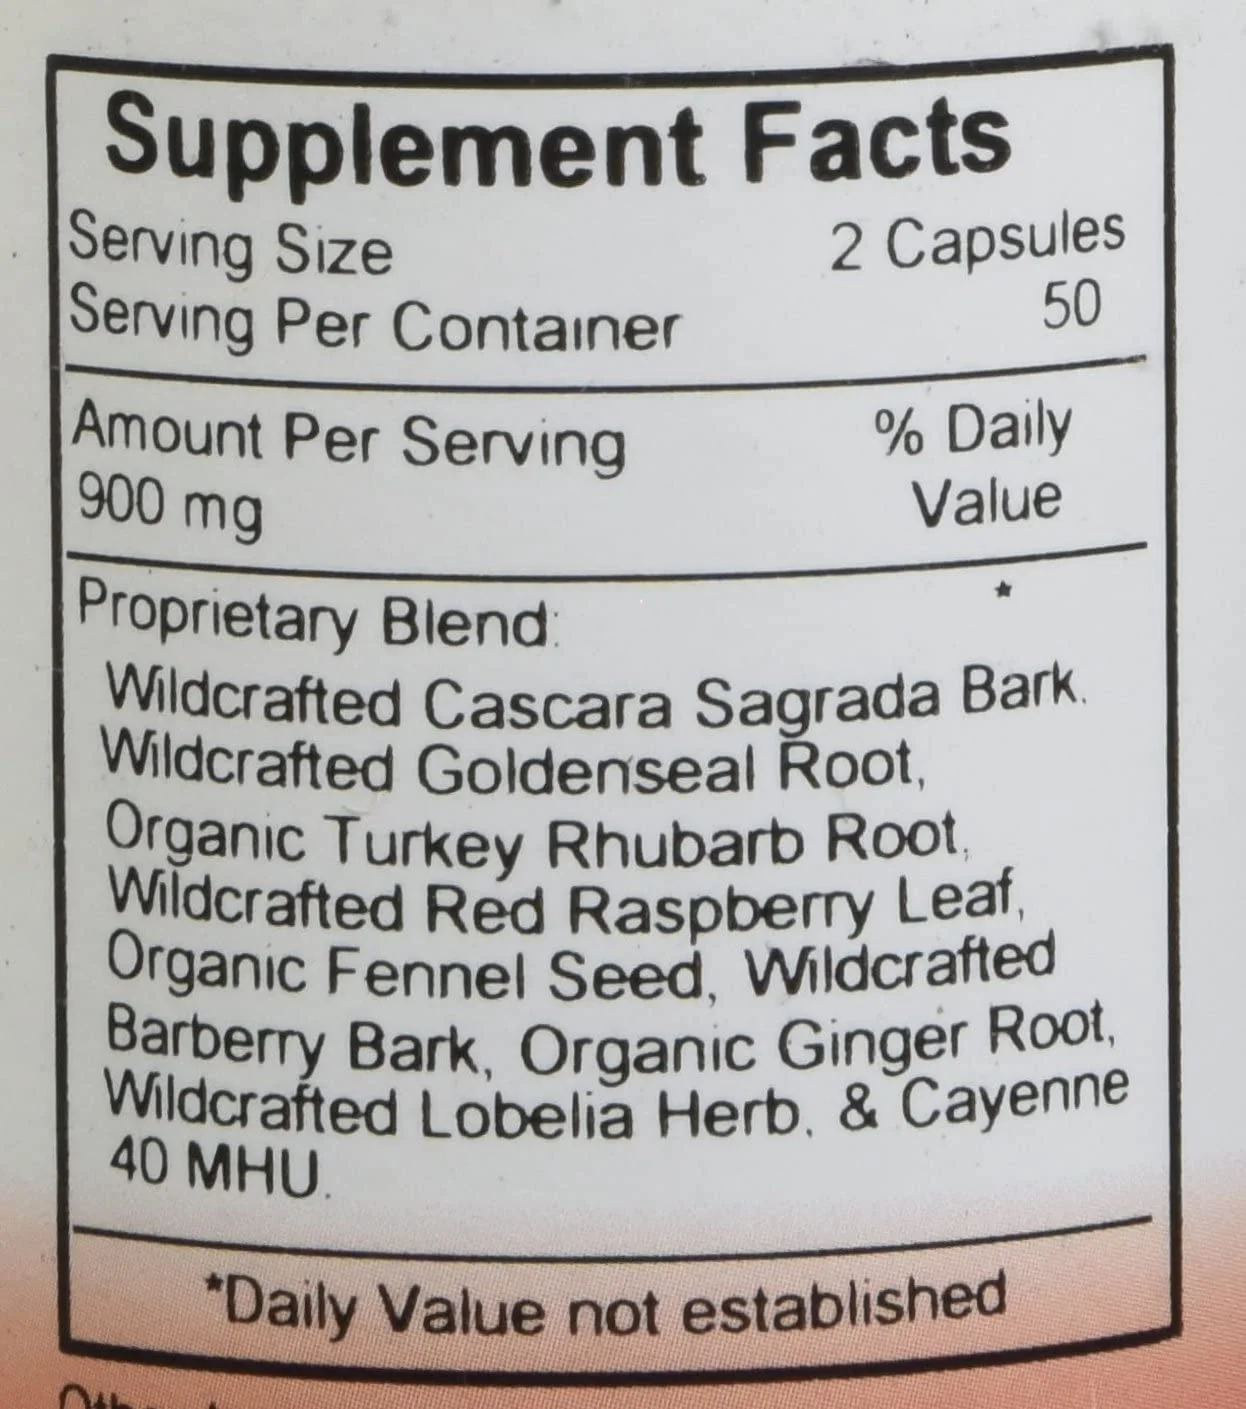 Supplement Facts
Serving Size 2 Capsules
Serving Per Container 50
Amount Per Serving % Daily
900 mg Value
Proprietary Blend: *
Wildcrafted Cascara Sagrada Bark.
Wildcrafted Goldenseal Root,
Organic Turkey Rhubarb Root,
Wildcrafted Red Raspberry Leaf,
Organic Fennel Seed, Wildcrafted
Barberry Bark, Organic Ginger Root,
Wildcrafted Lobelia Herb. & Cayenne
40 MHU.
*Daily Value not established